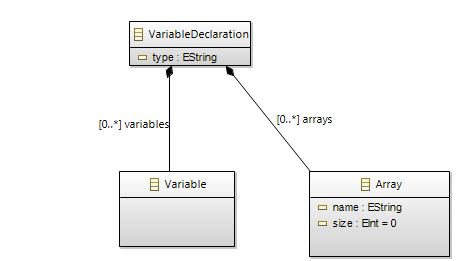 VariableDeclaration
type : EString
[0..*] variables
[0..*] arrays
Variable
Array
name : EString
size : EInt = 0